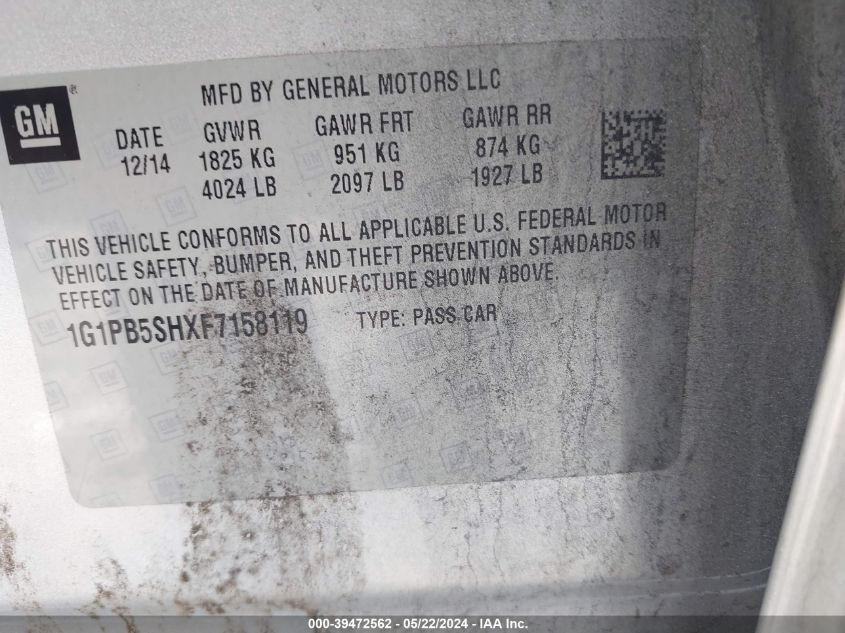 MFD BY GENERAL MOTORS LLC
GM ®
DATE GVWR GAWR FRT GAWR RR
12/14 1825 KG 951 KG 874 KG
4024 LB 2097 LB 1927 LB
THIS VEHICLE CONFORMS TO ALL APPLICABLE U.S. FEDERAL MOTOR
VEHICLE SAFETY, BUMPER, AND THEFT PREVENTION STANDARDS IN
EFFECT ON THE DATE OF MANUFACTURE SHOWN ABOVE.
1G1PB5SHXF7158119 TYPE: PASS CAR
000-39472562 - 05/22/2024 - IAA Inc.